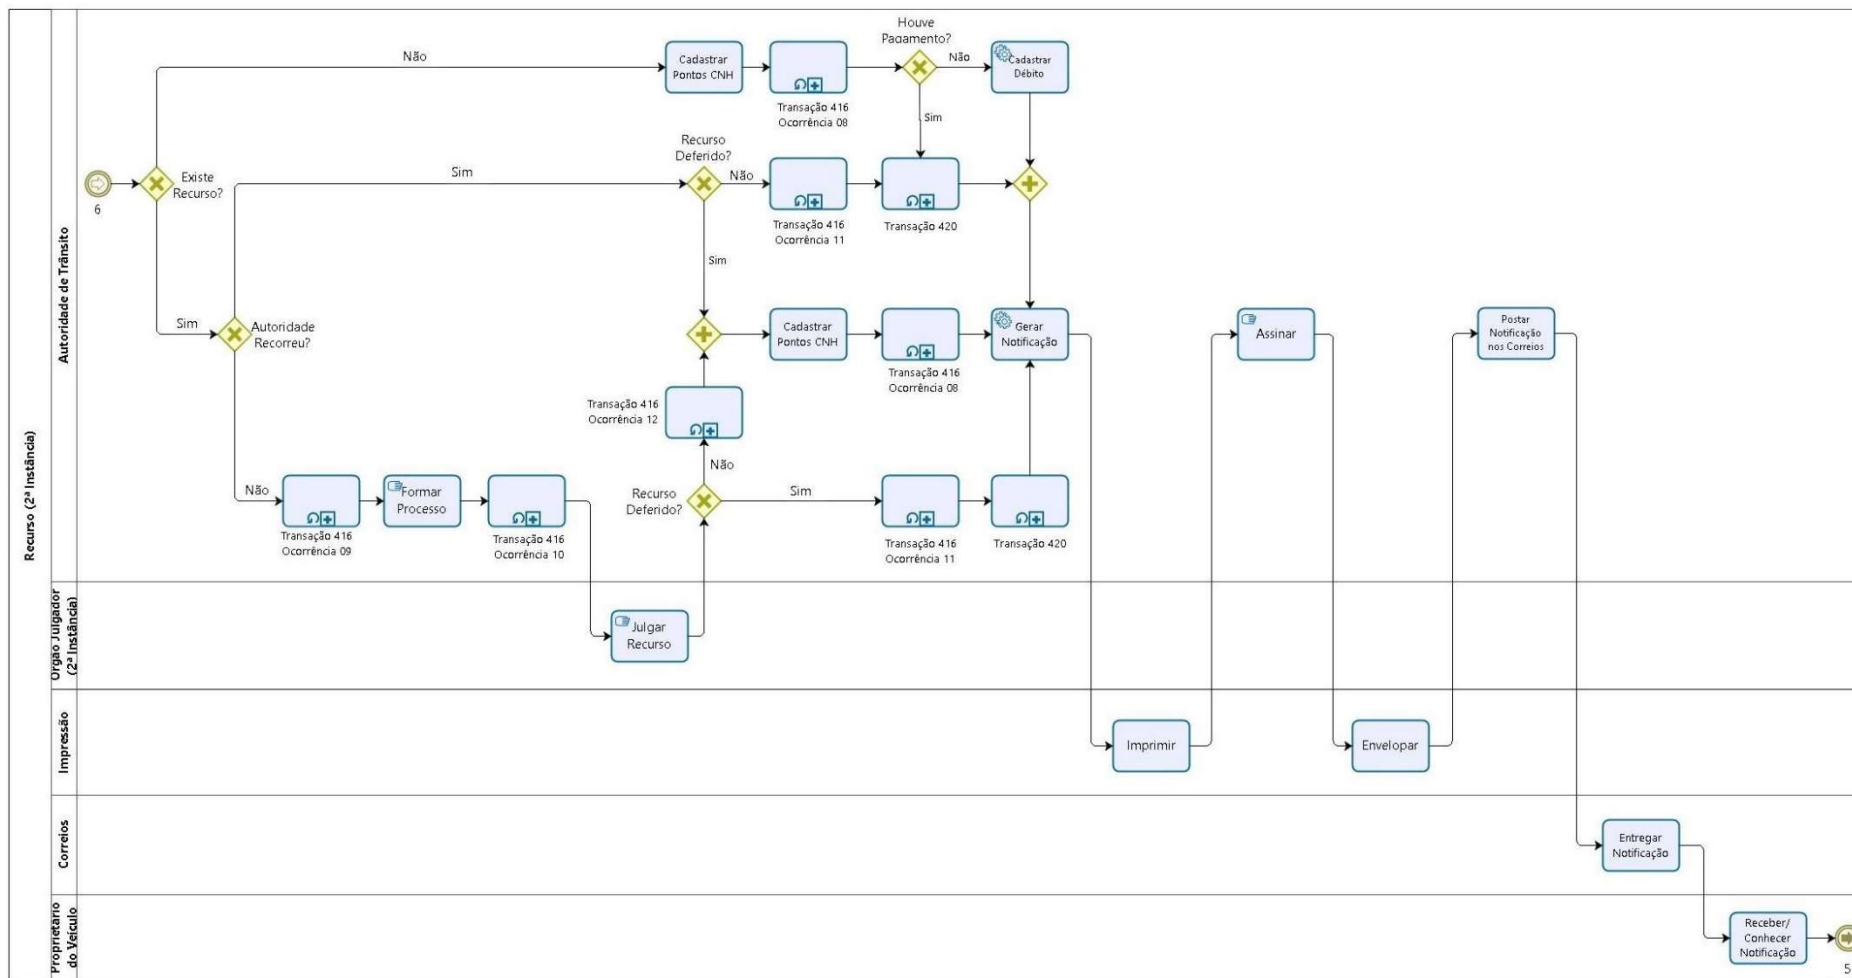 Recurso (2ª Instância)
Autoridade de Trânsito
Houve
Pagamento?
Não
Cadastrar
Pontos CNH
Não
Cadastrar
Débito
Transação 416
Ocorrência 08
Sim
Recurso
Deferido?
6
Existe
Recurso?
Sim
Não
Transação 416
Ocorrência 11
Transação 420
Sim
Sim
Autoridade
Recorreu?
Cadastrar
Pontos CNH
Transação 416
Ocorrência 08
Gerar
Notificação
Assinar
Postar
Notificação
nos Correios
Transação 416
Ocorrência 12
Não
Não
Transação 416
Ocorrência 09
Formar
Processo
Transação 416
Ocorrência 10
Recurso
Deferido?
Sim
Transação 416
Ocorrência 11
Transação 420
Órgão Julgador
(2ª Instância)
Julgar
Recurso
Impressão
Imprimir
Envelopar
Correios
Entregar
Notificação
Proprietário
do Veículo
Receber/
Conhecer
Notificação
5